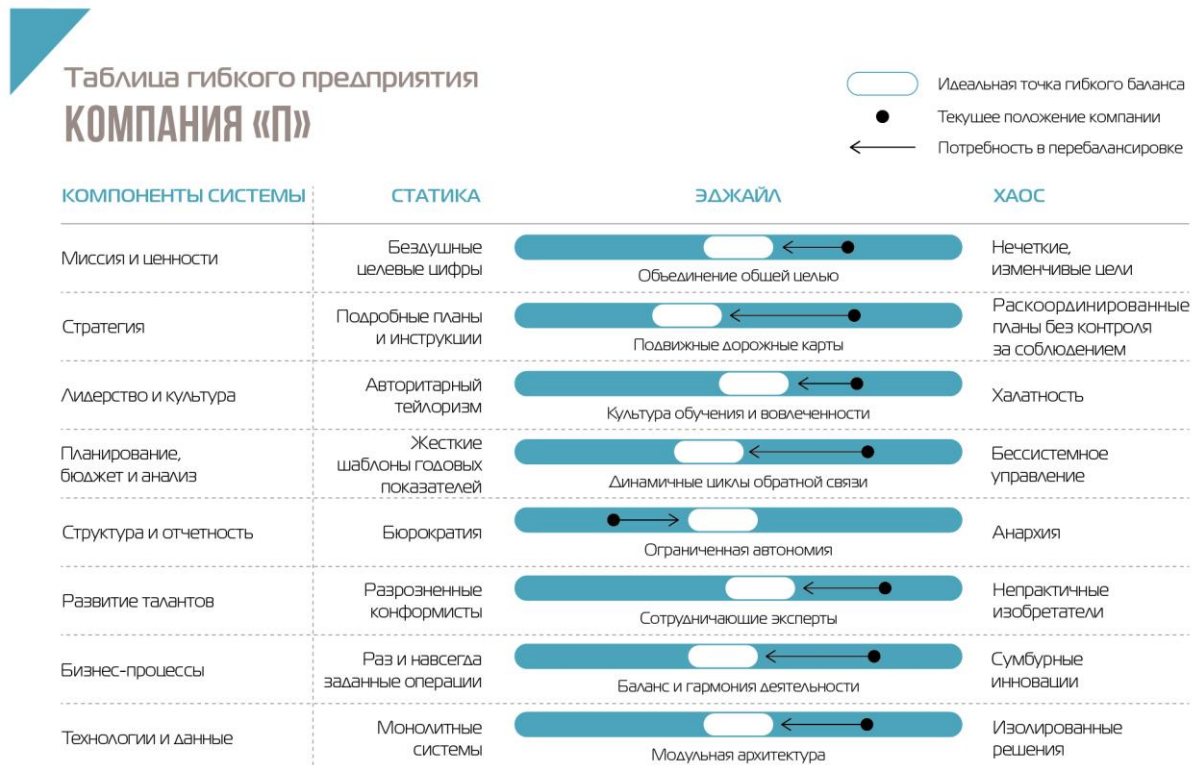 Таблица гибкого предприятия
КОМПАНИЯ «П»
Идеальная точка гибкого баланса
Текущее положение компании
Потребность в перебалансировке
КОМПОНЕНТЫ СИСТЕМЫ
СТАТИКА
ЭДЖАЙЛ
ХАОС
Миссия и ценности
Бездушные
целевые цифры
Объединение общей целью
Нечеткие,
изменчивые цели
Стратегия
Подробные планы
и инструкции
Подвижные дорожные карты
Раскоординированные
планы без контроля
за соблюдением
Лидерство и культура
Авторитарный
тейлоризм
Культура обучения и вовлеченности
Халатность
Планирование,
бюджет и анализ
Жесткие
шаблоны годовых
показателей
Динамичные циклы обратной связи
Бессистемное
управление
Структура и отчетность
Бюрократия
Ограниченная автономия
Анархия
Развитие талантов
Разрозненные
конформисты
Сотрудничающие эксперты
Непрактичные
изобретатели
Бизнес-процессы
Раз и навсегда
заданные операции
Баланс и гармония деятельности
Сумбурные
инновации
Технологии и данные
Монолитные
системы
Модульная архитектура
Изолированные
решения